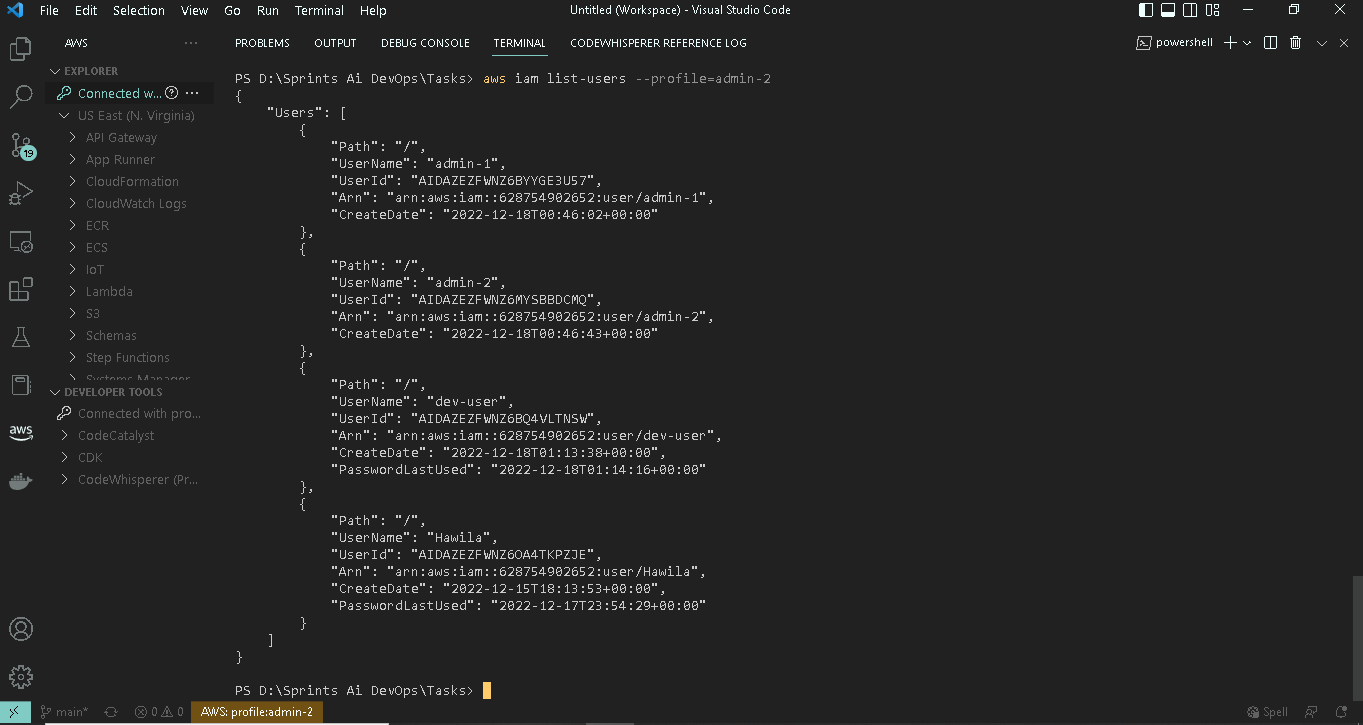 File Edit Selection View Go Run Terminal Help
Untitled (Workspace) - Visual Studio Code
AWS
PROBLEMS OUTPUT DEBUG CONSOLE TERMINAL CODEWHISPERER REFERENCE LOG
powershell
EXPLORER
Connected w...
US East (N. Virginia)
API Gateway
App Runner
CloudFormation
CloudWatch Logs
ECR
ECS
IoT
Lambda
S3
Schemas
Step Functions
Systems Manager
DEVELOPER TOOLS
Connected with pro...
CodeCatalyst
CDK
CodeWhisperer (Pr...
19
aws
PS D:\Sprints Ai DevOps\Tasks> aws iam list-users --profile=admin-2
{
"Users": [
{
"Path": "/",
"UserName": "admin-1",
"UserId": "AIDAZEZFWNZ6BYYGE3U57",
"Arn": "arn:aws:iam::628754902652:user/admin-1",
"CreateDate": "2022-12-18T00:46:02+00:00"
},
{
"Path": "/",
"UserName": "admin-2",
"UserId": "AIDAZEZFWNZ6MYSBBDCMQ",
"Arn": "arn:aws:iam::628754902652:user/admin-2",
"CreateDate": "2022-12-18T00:46:43+00:00"
},
{
"Path": "/",
"UserName": "dev-user",
"UserId": "AIDAZEZFWNZ6BQ4VLTNSW",
"Arn": "arn:aws:iam::628754902652:user/dev-user",
"CreateDate": "2022-12-18T01:13:38+00:00",
"PasswordLastUsed": "2022-12-18T01:14:16+00:00"
},
{
"Path": "/",
"UserName": "Hawila",
"UserId": "AIDAZEZFWNZ6OA4TKPZJE",
"Arn": "arn:aws:iam::628754902652:user/Hawila",
"CreateDate": "2022-12-15T18:13:53+00:00",
"PasswordLastUsed": "2022-12-17T23:54:29+00:00"
}
]
}
PS D:\Sprints Ai DevOps\Tasks>
main* 0 0 AWS: profile:admin-2 Spell